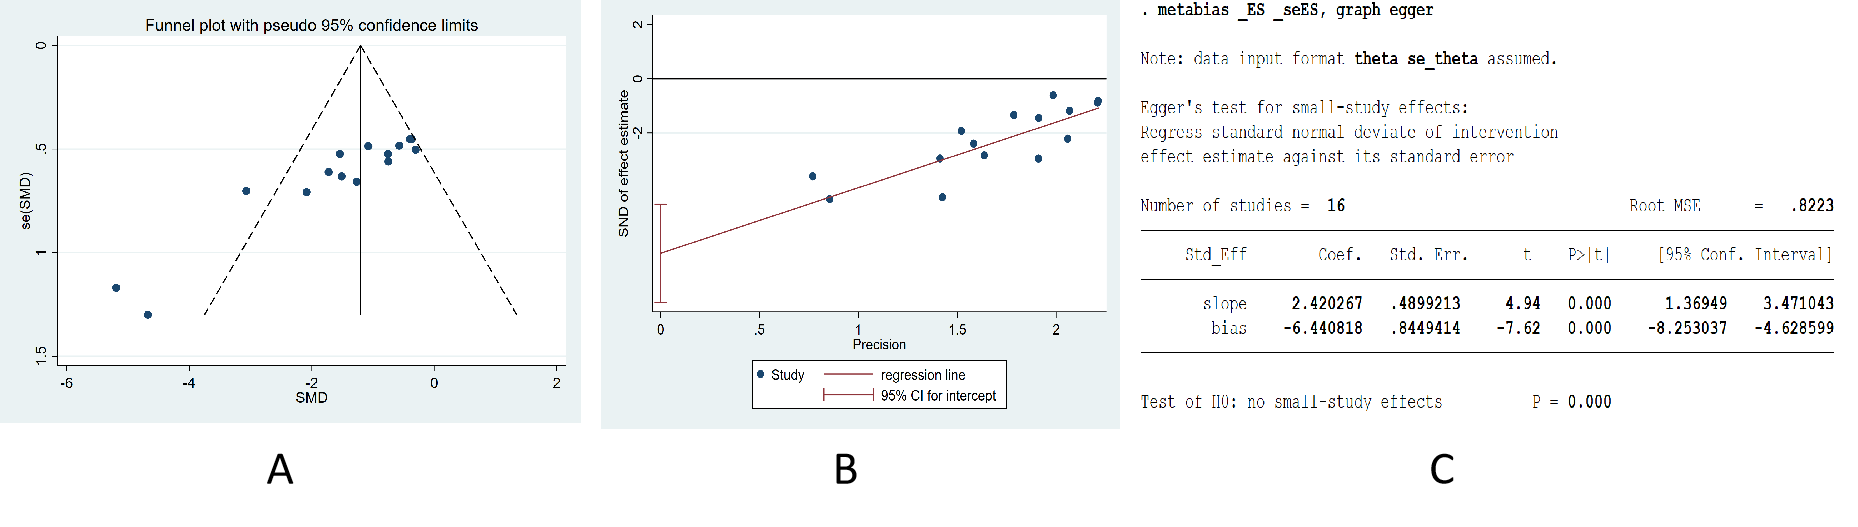 Funnel plot with pseudo 95% confidence limits
0
.5
1
1.5
se(SMD)
-6
-4
-2
0
2
SMD
A
2
0
-2
SND of effect estimate
0
.5
1
1.5
2
Precision
Study
regression line
95% CI for intercept
B
. metabias _ES _seES, graph egger
Note: data input format theta se_theta assumed.
Egger's test for small-study effects:
Regress standard normal deviate of intervention
effect estimate against its standard error
Number of studies = 16 Root MSE = .8223
Std_Eff Coef. Std. Err. t P>|t| [95% Conf. Interval]
slope 2.420267 .4899213 4.94 0.000 1.36949 3.471043
bias -6.440818 .8449414 -7.62 0.000 -8.253037 -4.628599
Test of H0: no small-study effects P = 0.000
C